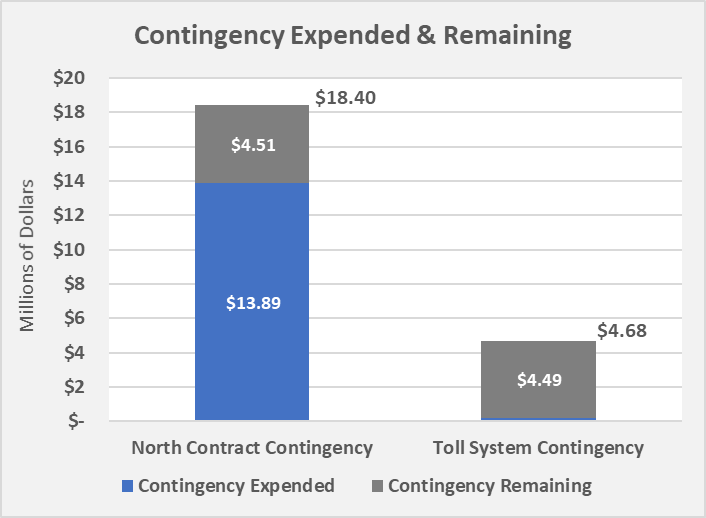 Contingency Expended & Remaining
Millions of Dollars
$20
$18
$16
$14
$12
$10
$8
$6
$4
$2
$-
$18.40
$4.51
$13.89
$4.68
$4.49
North Contract Contingency
Toll System Contingency
Contingency Expended
Contingency Remaining